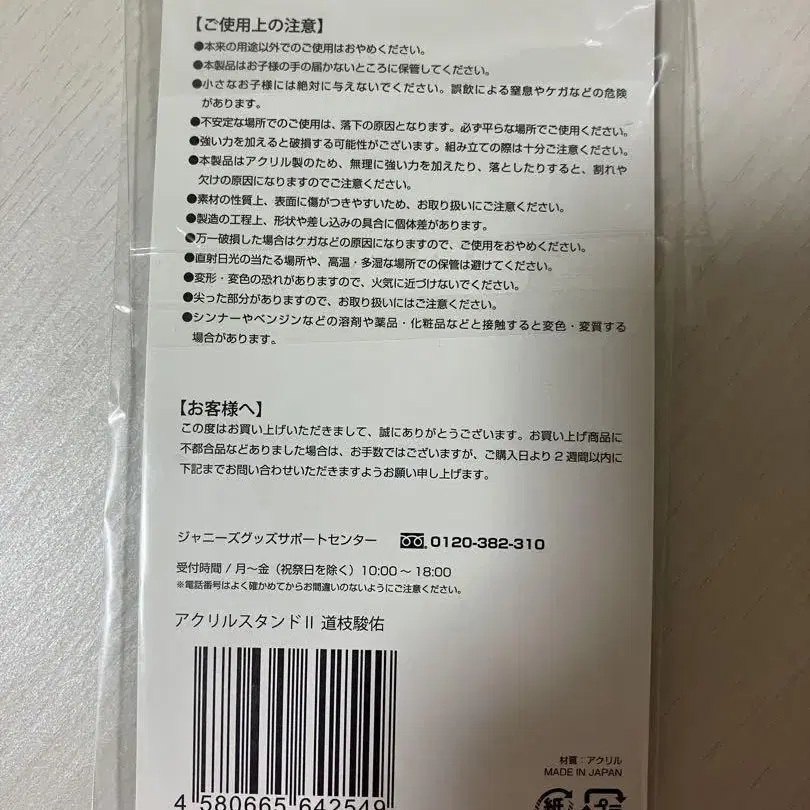 【ご使用上の注意】
●本来の用途以外でのご使用はおやめください。
●本製品はお子様の手の届かないところに保管してください。
●小さなお子様には絶対に与えないでください。誤飲による窒息やケガなどの危険
があります。
●不安定な場所でのご使用は、落下の原因となります。必ず平らな場所でご使用ください。
●強い力を加えると破損する可能性がございます。組み立ての際は十分ご注意ください。
●本製品はアクリル製のため、無理に強い力を加えたり、落としたりすると、割れや
欠けの原因になりますのでご注意ください。
●素材の性質上、表面に傷がつきやすいため、お取り扱いにご注意ください。
●製造の工程上、形状や差し込みの具合に個体差があります。
●万一破損した場合はケガなどの原因になりますので、ご使用をおやめください。
●直射日光の当たる場所や、高温・多湿な場所での保管は避けてください。
●変形・変色の恐れがありますので、火気に近づけないでください。
●尖った部分がありますので、お取り扱いにはご注意ください。
●シンナーやベンジンなどの溶剤や薬品・化粧品などと接触すると変色・変質する
場合があります。
【お客様へ】
この度はお買い上げいただきまして、誠にありがとうございます。お買い上げ商品に
不都合品などありました場合は、お手数ではございますが、ご購入日より2週間以内に
下記までお問い合わせいただきますようお願い申し上げます。
ジャニーズグッズサポートセンター 0120-382-310
受付時間/月〜金(祝祭日を除く)10:00〜18:00
※電話番号はよく確かめてからお間違いのないようにご注意ください。
アクリルスタンドII 道枝駿佑
4 580665 642549
材質:アクリル
MADE IN JAPAN
紙 プラ